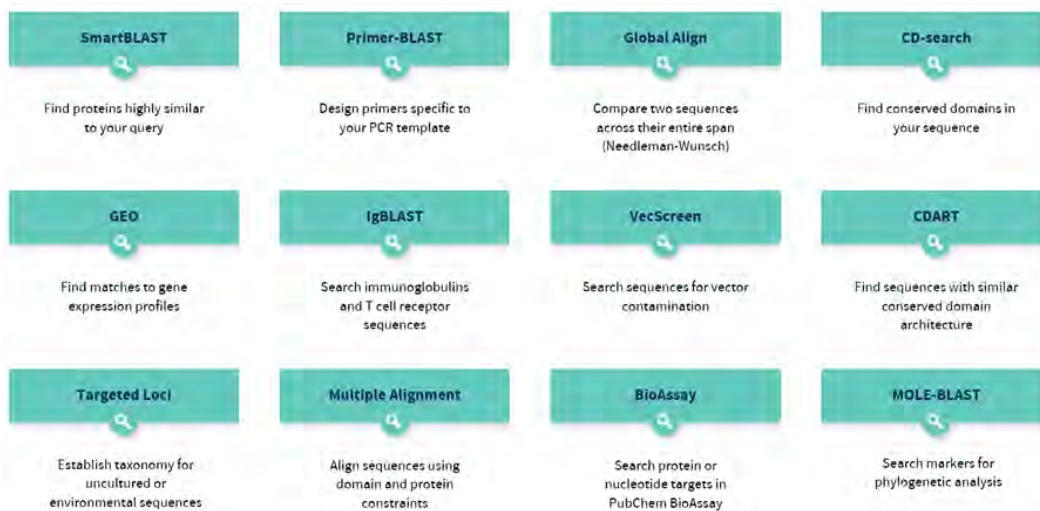 SmartBLAST
Find proteins highly similar
to your query
Primer-BLAST
Design primers specific to
your PCR template
Global Align
Compare two sequences
across their entire span
(Needleman-Wunsch)
CD-search
Find conserved domains in
your sequence
GEO
Find matches to gene
expression profiles
IgBLAST
Search immunoglobulins
and T cell receptor
sequences
VecScreen
Search sequences for vector
contamination
CDART
Find sequences with similar
conserved domain
architecture
Targeted Loci
Establish taxonomy for
uncultured or
environmental sequences
Multiple Alignment
Align sequences using
domain and protein
constraints
BioAssay
Search protein or
nucleotide targets in
PubChem BioAssay
MOLE-BLAST
Search markers for
phylogenetic analysis